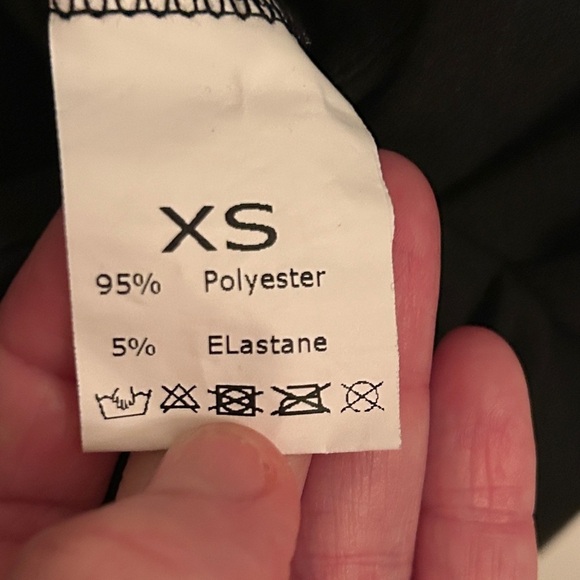 XS
95% Polyester
5% ELastane